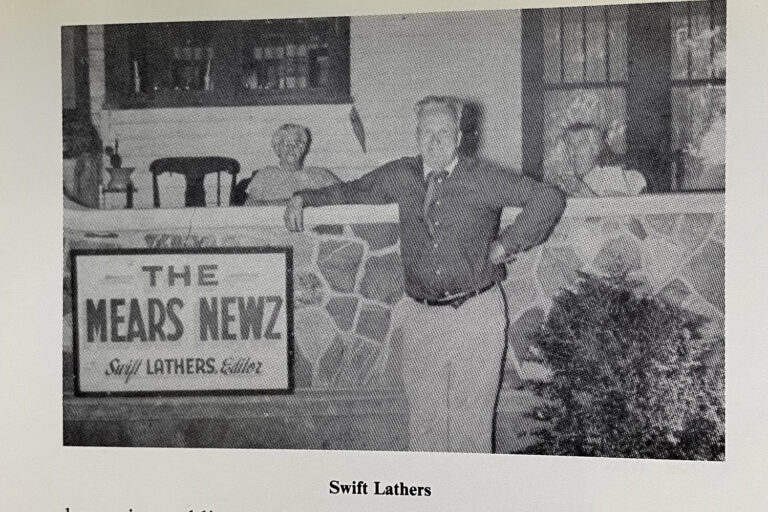 THE
MEARS NEWZ
Swift LATHERS, Editor
Swift Lathers